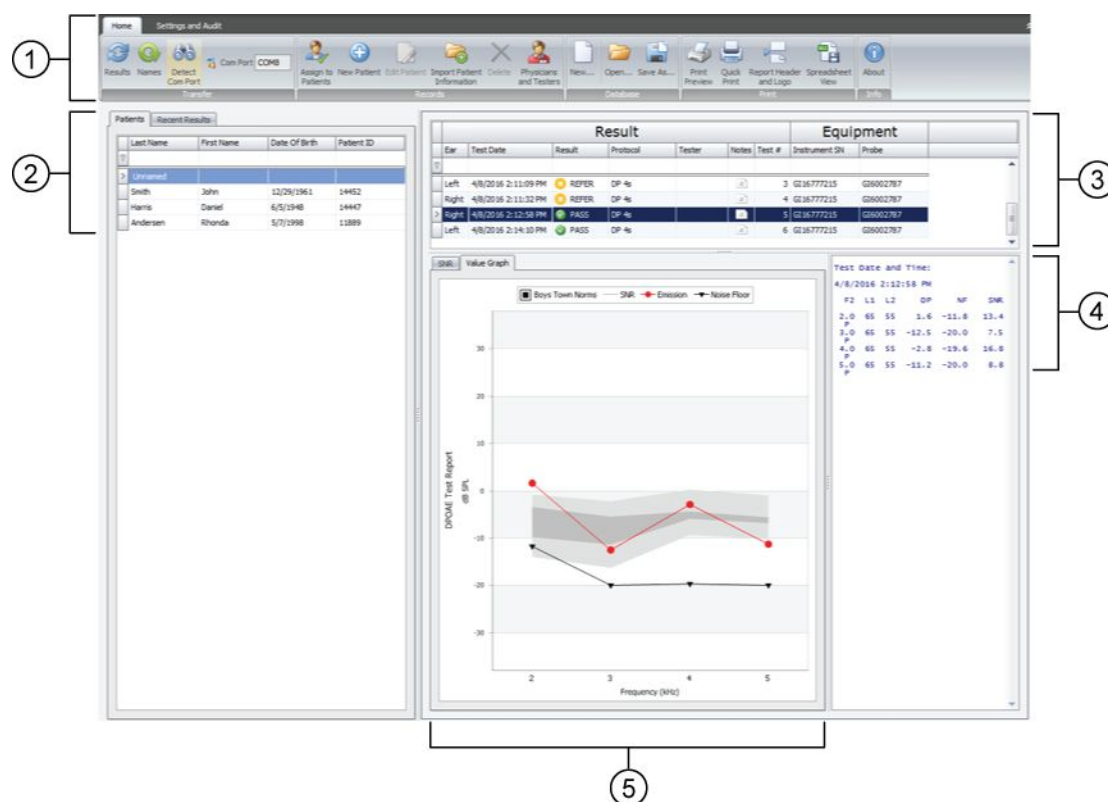 Home Settings and Audit
1
Results Names Detect Com Port Com Port COM8 Assign to Patients New Patient Edit Patient Import Patient Information Delete Physicians and Testers New... Open... Save As... Print Preview Quick Print Report Header and Logo Spreadsheet View About
Transfer Records Database Print Info
2
Patients Recent Results
Last Name First Name Date Of Birth Patient ID
Unnamed
Smith John 12/29/1961 14452
Harris Daniel 6/5/1948 14447
Andersen Rhonda 5/7/1998 11889
3
Result Equipment
Ear Test Date Result Protocol Tester Notes Test # Instrument SN Probe
Left 4/8/2016 2:11:09 PM REFER DP 4s 3 GI16777215 GI6002787
Right 4/8/2016 2:11:32 PM REFER DP 4s 4 GI16777215 GI6002787
Right 4/8/2016 2:12:58 PM PASS DP 4s 5 GI16777215 GI6002787
Left 4/8/2016 2:14:10 PM PASS DP 4s 6 GI16777215 GI6002787
SNR Value Graph
Boys Town Norms SNR Emission Noise Floor
DPOAE Test Report
dB SPL
30
20
10
0
-10
-20
-30
2 3 4 5
Frequency (kHz)
4
Test Date and Time:
4/8/2016 2:12:58 PM
F2 L1 L2 DP NF SNR
2.0 65 55 1.6 -11.8 13.4
P
3.0 65 55 -12.5 -20.0 7.5
P
4.0 65 55 -2.8 -19.6 16.8
P
5.0 65 55 -11.2 -20.0 8.8
P
5